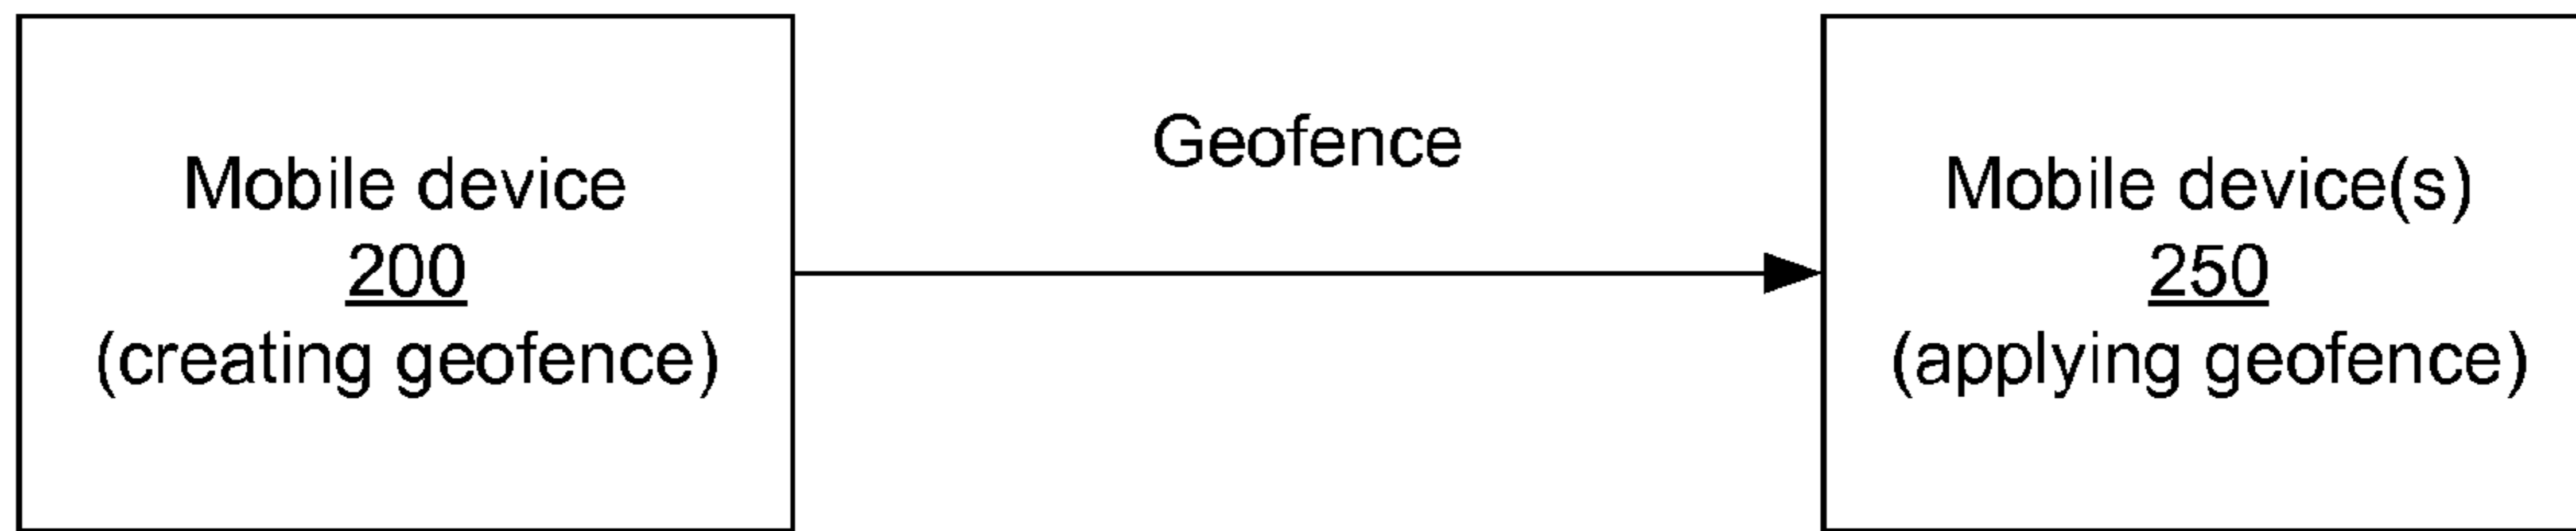 Mobile device
200
(creating geofence)
Geofence
Mobile device(s)
250
(applying geofence)